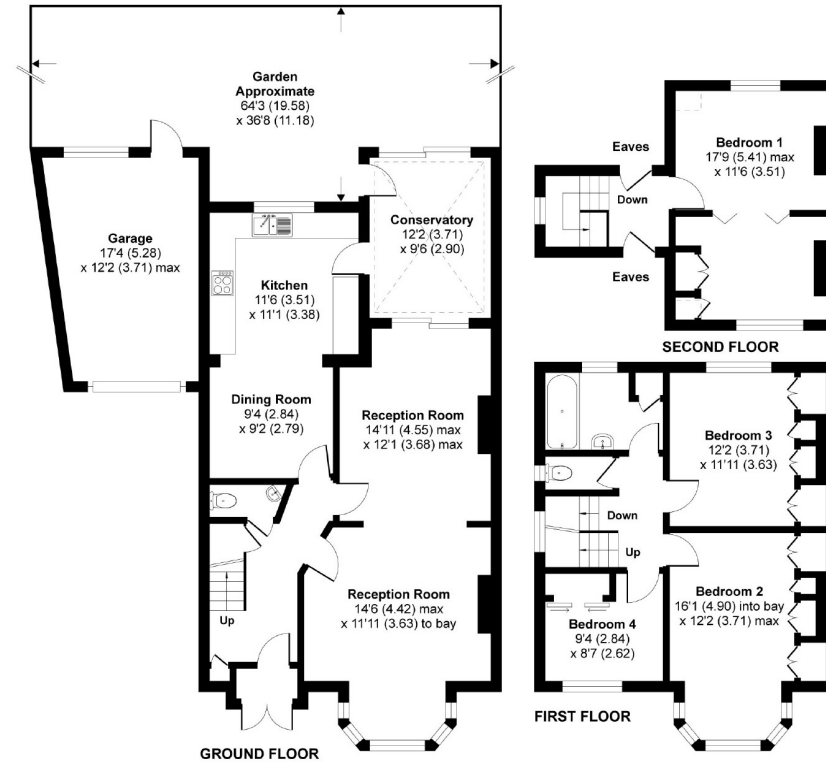 Garden
Approximate
64'3 (19.58)
x 36'8 (11.18)
Garage
17'4 (5.28)
x 12'2 (3.71) max
Kitchen
11'6 (3.51)
x 11'1 (3.38)
Conservatory
12'2 (3.71)
x 9'6 (2.90)
Dining Room
9'4 (2.84)
x 9'2 (2.79)
Reception Room
14'11 (4.55) max
x 12'1 (3.68) max
Reception Room
14'6 (4.42) max
x 11'11 (3.63) to bay
Up
GROUND FLOOR
Eaves
Bedroom 1
17'9 (5.41) max
x 11'6 (3.51)
Down
Eaves
SECOND FLOOR
Bedroom 3
12'2 (3.71)
x 11'11 (3.63)
Down
Up
Bedroom 2
16'1 (4.90) into bay
x 12'2 (3.71) max
Bedroom 4
9'4 (2.84)
x 8'7 (2.62)
FIRST FLOOR